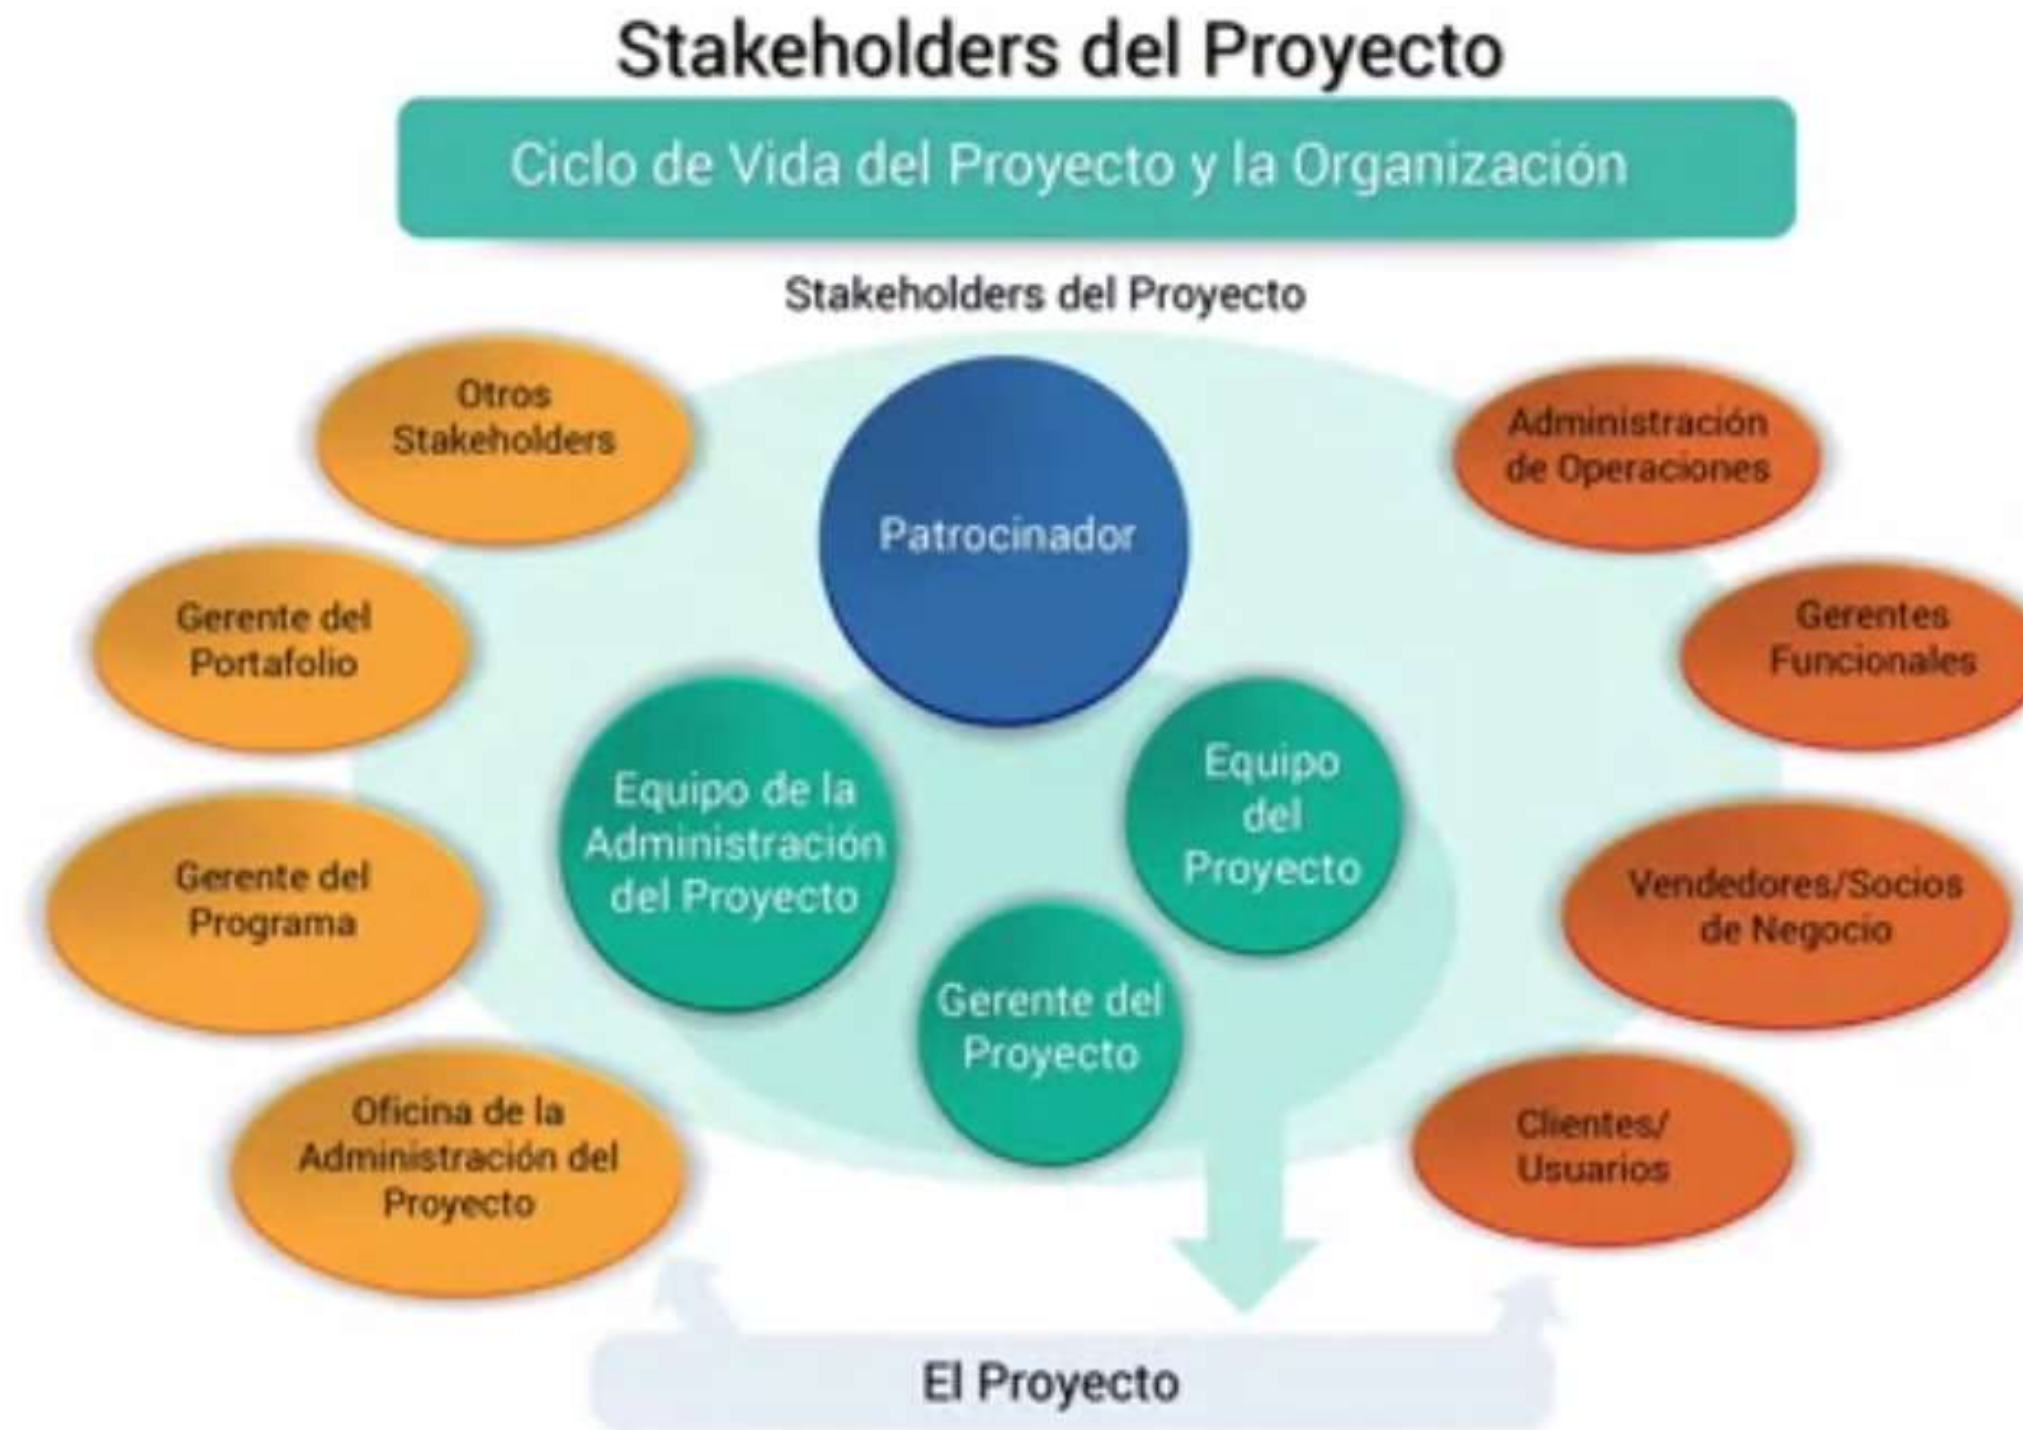 Stakeholders del Proyecto
Ciclo de Vida del Proyecto y la Organización
Stakeholders del Proyecto
Otros
Stakeholders
Gerente del
Portafolio
Gerente del
Programa
Oficina de la
Administración del
Proyecto
Patrocinador
Equipo de la
Administración
del Proyecto
Equipo
del
Proyecto
Gerente del
Proyecto
Administración
de Operaciones
Gerentes
Funcionales
Vendedores/Socios
de Negocio
Clientes/
Usuarios
El Proyecto